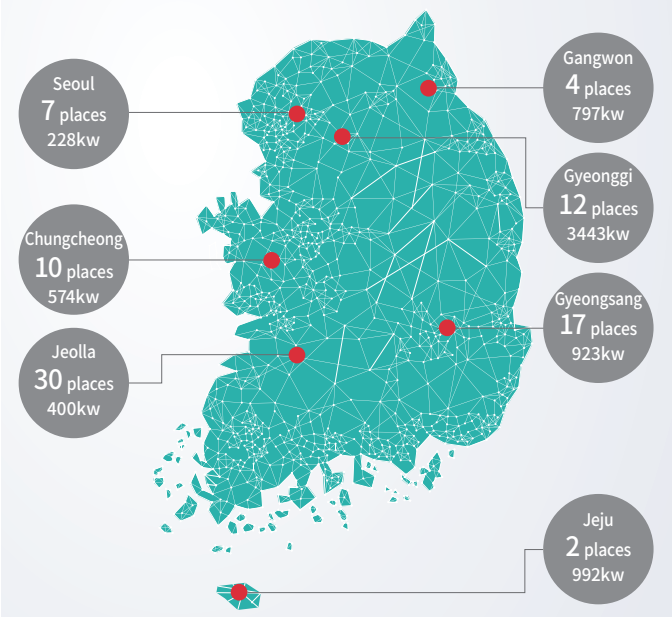 Seoul
7 places
228kw
Chungcheong
10 places
574kw
Jeolla
30 places
400kw
Gangwon
4 places
797kw
Gyeonggi
12 places
3443kw
Gyeongsang
17 places
923kw
Jeju
2 places
992kw